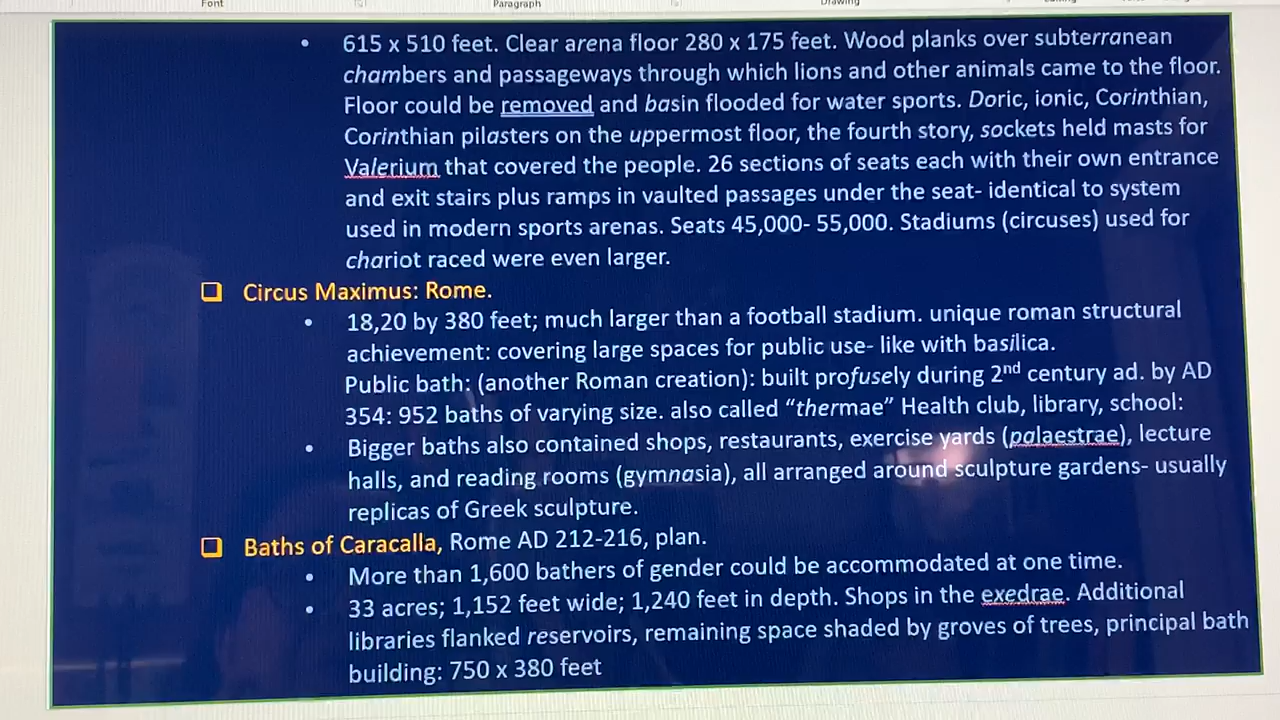 Font
Paragraph
Drawing
• 615 x 510 feet. Clear arena floor 280 x 175 feet. Wood planks over subterranean
chambers and passageways through which lions and other animals came to the floor.
Floor could be removed and basin flooded for water sports. Doric, ionic, Corinthian,
Corinthian pilasters on the uppermost floor, the fourth story, sockets held masts for
Valerium that covered the people. 26 sections of seats each with their own entrance
and exit stairs plus ramps in vaulted passages under the seat- identical to system
used in modern sports arenas. Seats 45,000- 55,000. Stadiums (circuses) used for
chariot raced were even larger.
❑ Circus Maximus: Rome.
• 18,20 by 380 feet; much larger than a football stadium. unique roman structural
achievement: covering large spaces for public use- like with basilica.
Public bath: (another Roman creation): built profusely during 2nd century ad. by AD
354: 952 baths of varying size. also called “thermae” Health club, library, school:
• Bigger baths also contained shops, restaurants, exercise yards (palaestrae), lecture
halls, and reading rooms (gymnasia), all arranged around sculpture gardens- usually
replicas of Greek sculpture.
❑ Baths of Caracalla, Rome AD 212-216, plan.
• More than 1,600 bathers of gender could be accommodated at one time.
• 33 acres; 1,152 feet wide; 1,240 feet in depth. Shops in the exedrae. Additional
libraries flanked reservoirs, remaining space shaded by groves of trees, principal bath
building: 750 x 380 feet